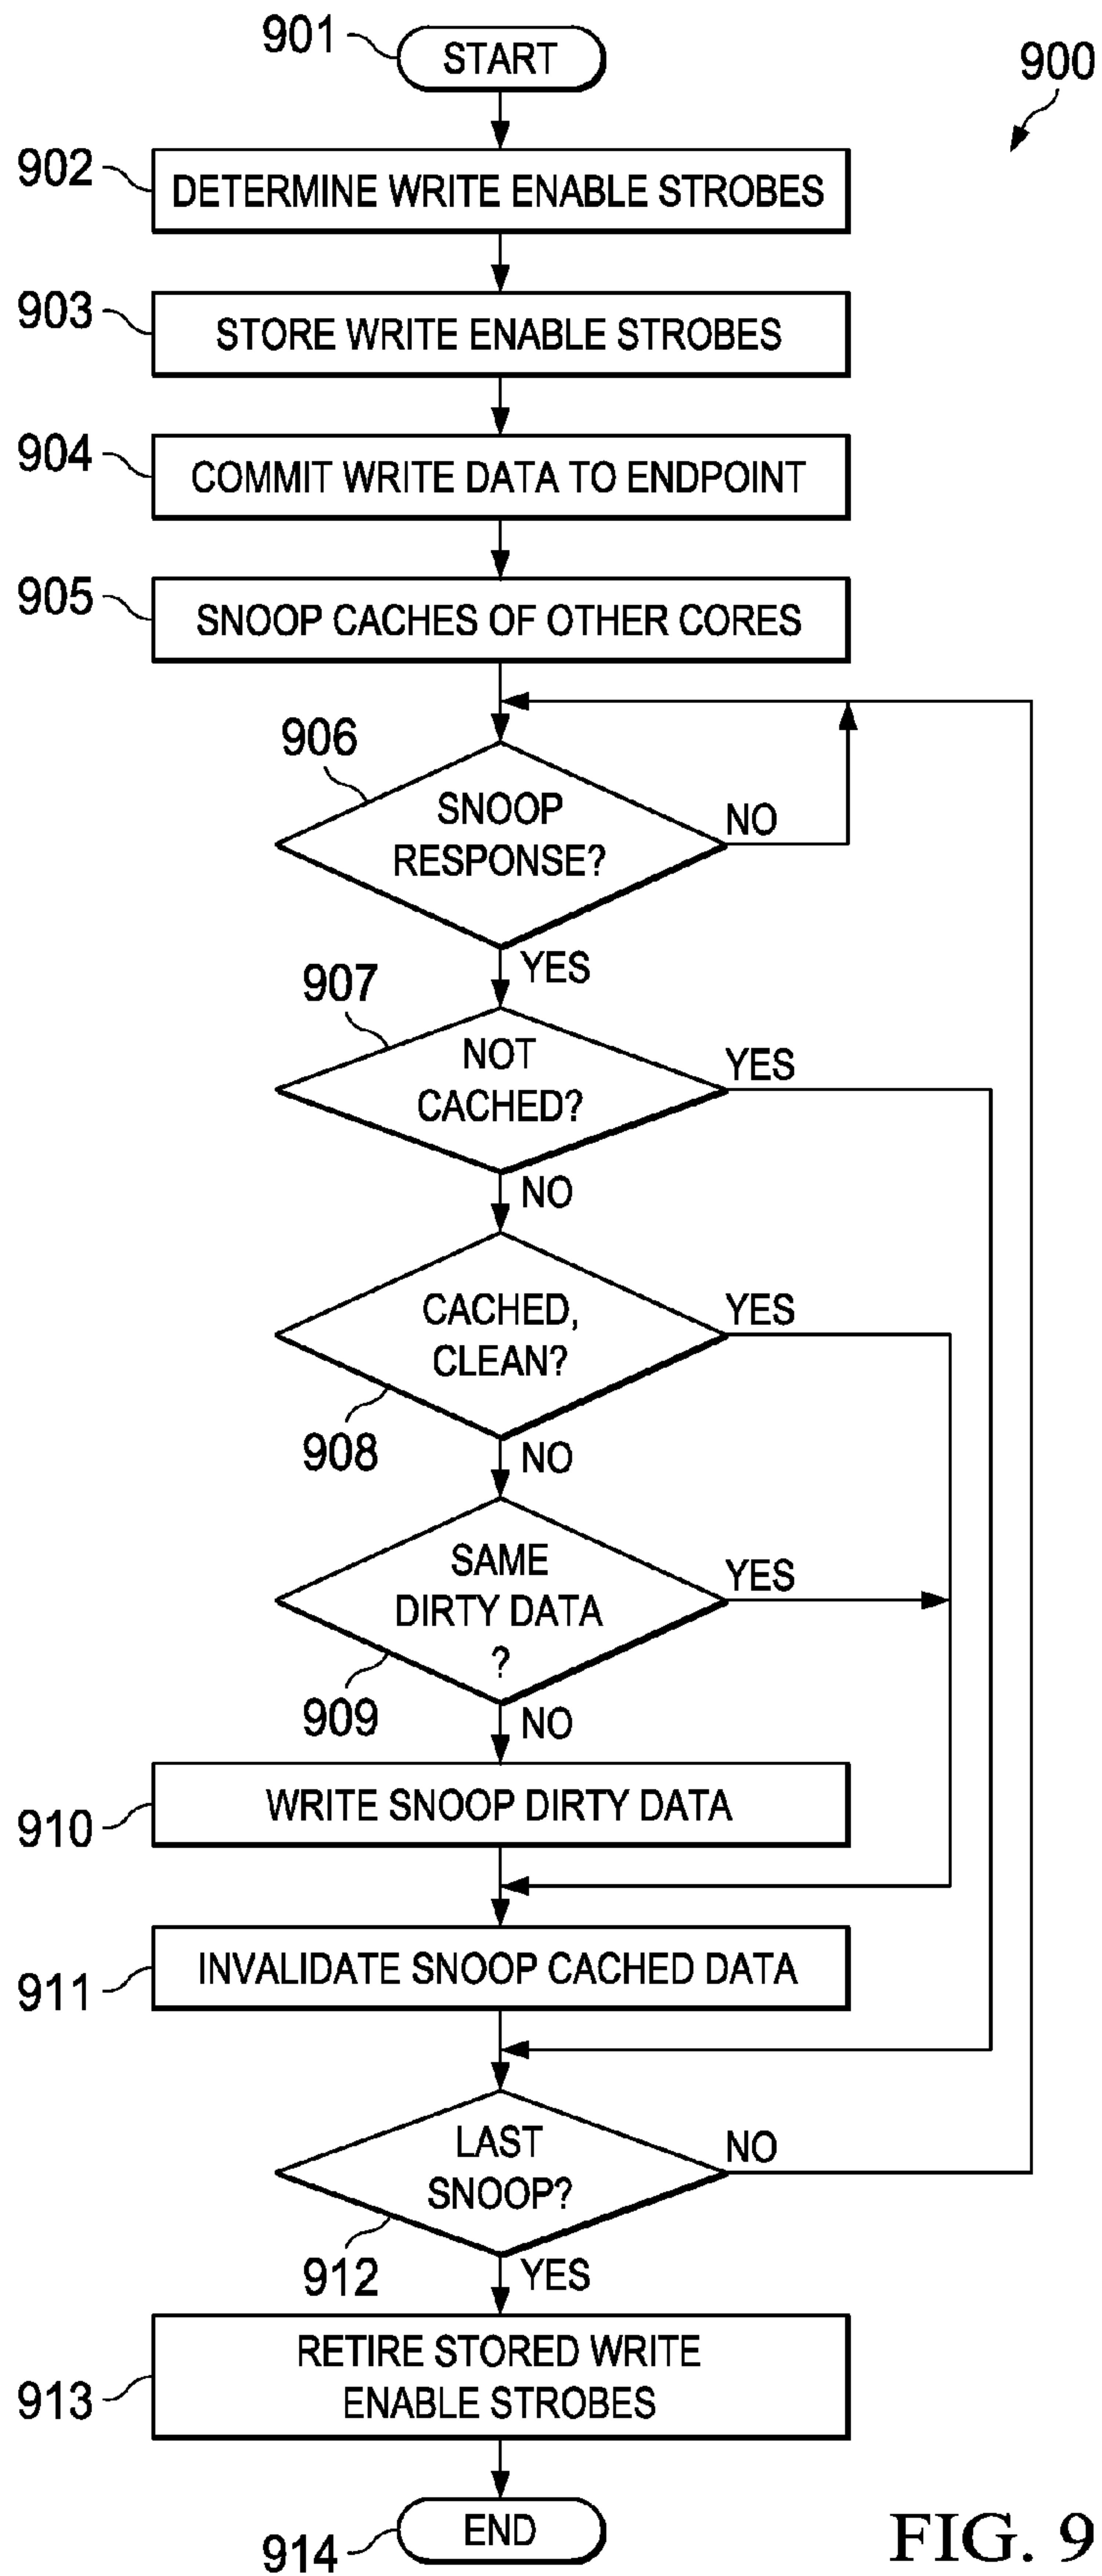 901
START
900
902
DETERMINE WRITE ENABLE STROBES
903
STORE WRITE ENABLE STROBES
904
COMMIT WRITE DATA TO ENDPOINT
905
SNOOP CACHES OF OTHER CORES
906
SNOOP
RESPONSE?
NO
YES
907
NOT
CACHED?
YES
NO
CACHED,
CLEAN?
YES
908
NO
SAME
DIRTY DATA
?
YES
909
NO
WRITE SNOOP DIRTY DATA
910
INVALIDATE SNOOP CACHED DATA
911
LAST
SNOOP?
NO
912
YES
RETIRE STORED WRITE
ENABLE STROBES
913
END
914
FIG. 9